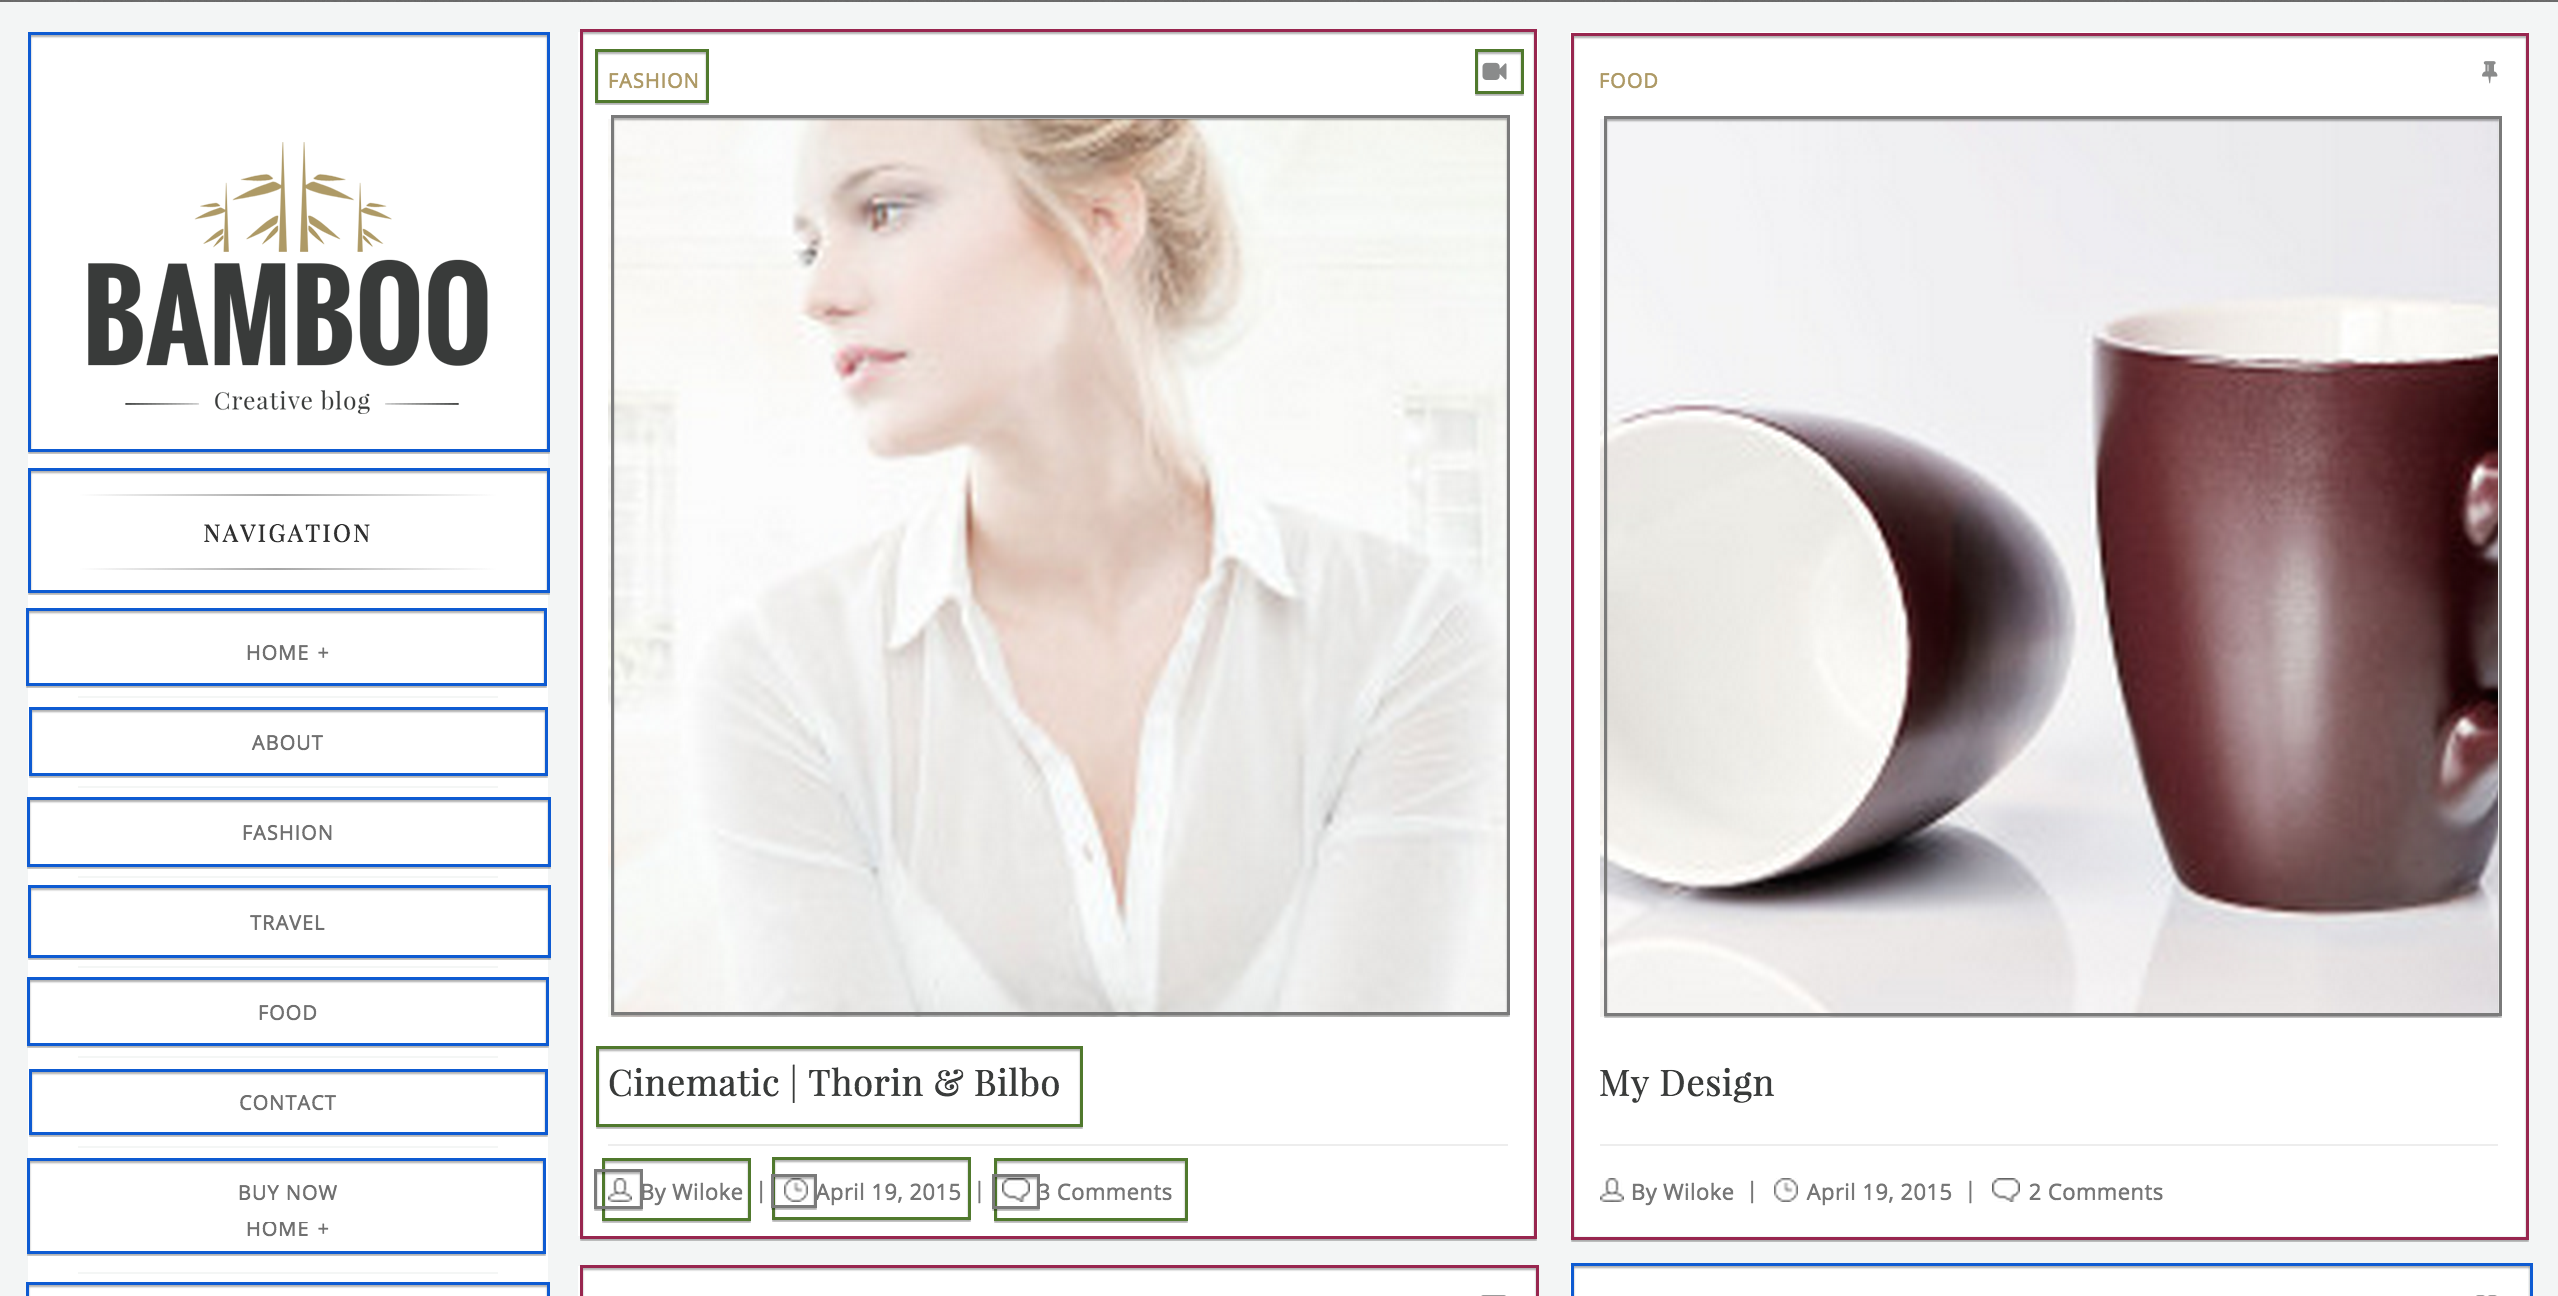 BAMBOO
Creative blog
NAVIGATION
HOME +
ABOUT
FASHION
TRAVEL
FOOD
CONTACT
BUY NOW
HOME +
FASHION
Cinematic | Thorin & Bilbo
By Wiloke | April 19, 2015 | 3 Comments
FOOD
My Design
By Wiloke | April 19, 2015 | 2 Comments